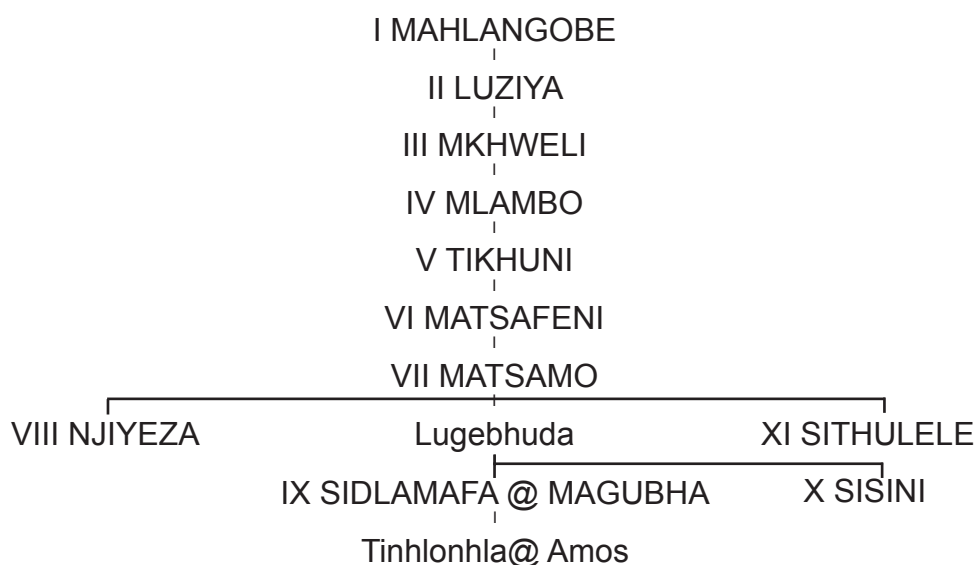 I MAHLANGOBE
II LUZIYA
III MKHWELI
IV MLAMBO
V TIKHUNI
VI MATSAFENI
VII MATSAMO
VIII NJIYEZA Lugebhuda XI SITHULELE
IX SIDLAMAFA @ MAGUBHA X SISINI
Tinhlonhla@ Amos